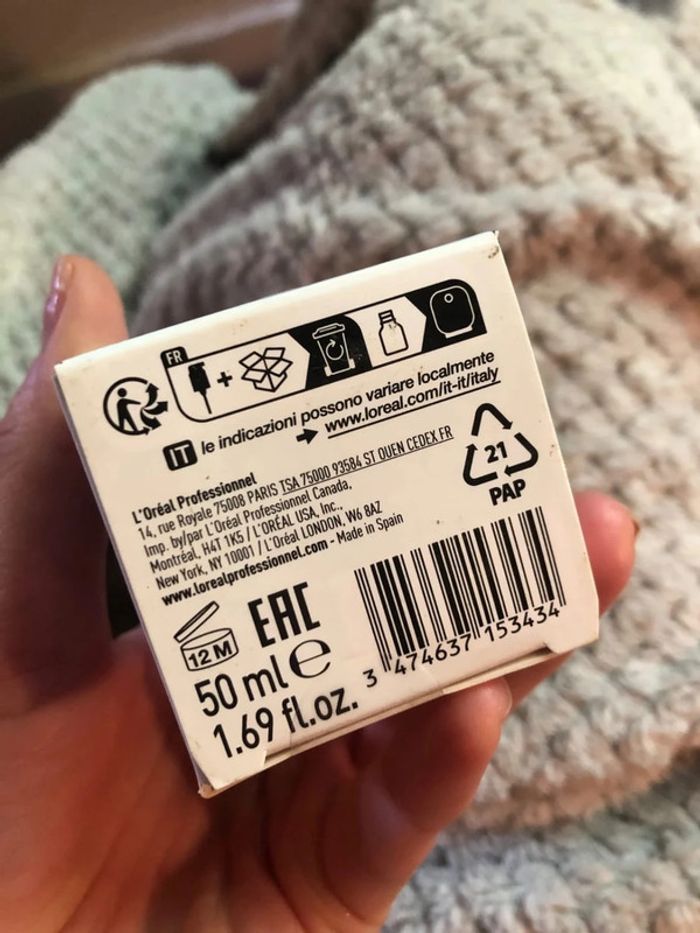 FR
+
IT le indicazioni possono variare localmente
www.loreal.com/it-it/italy
L'Oréal Professionnel
14, rue Royale 75008 PARIS TSA 75000 93584 ST OUEN CEDEX FR
Imp. by/par L'Oréal Professionnel Canada,
Montréal, H4T 1K5 / L'ORÉAL USA, Inc.,
New York, NY 10001 / L'Oréal LONDON, W6 8AZ
www.lorealprofessionnel.com - Made in Spain
21
PAP
12 M
EAC
50 ml e
1.69 fl.oz.
3 474637 153434